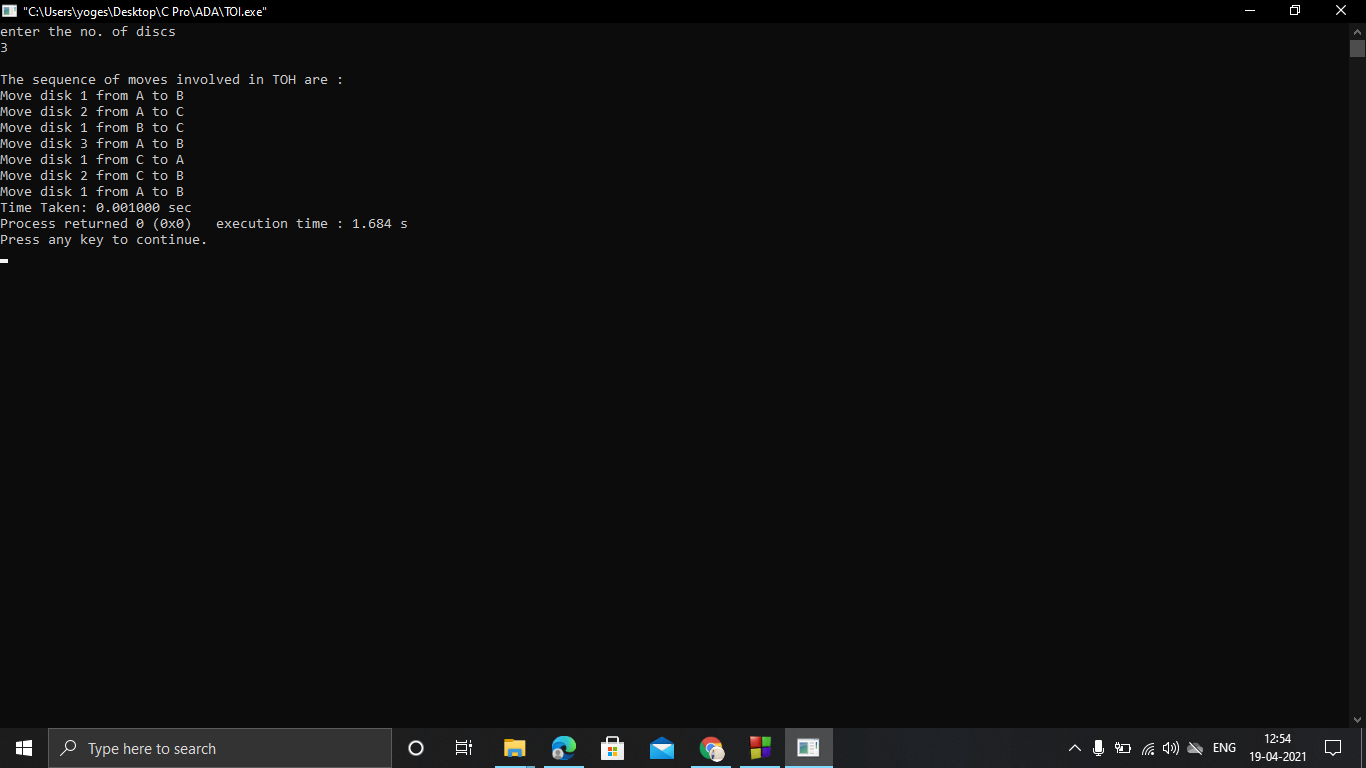 "C:\Users\yoges\Desktop\C Pro\ADA\TOI.exe"
enter the no. of discs
3
The sequence of moves involved in TOH are :
Move disk 1 from A to B
Move disk 2 from A to C
Move disk 1 from B to C
Move disk 3 from A to B
Move disk 1 from C to A
Move disk 2 from C to B
Move disk 1 from A to B
Time Taken: 0.001000 sec
Process returned 0 (0x0)   execution time : 1.684 s
Press any key to continue.
Type here to search
ENG
12:54
19-04-2021